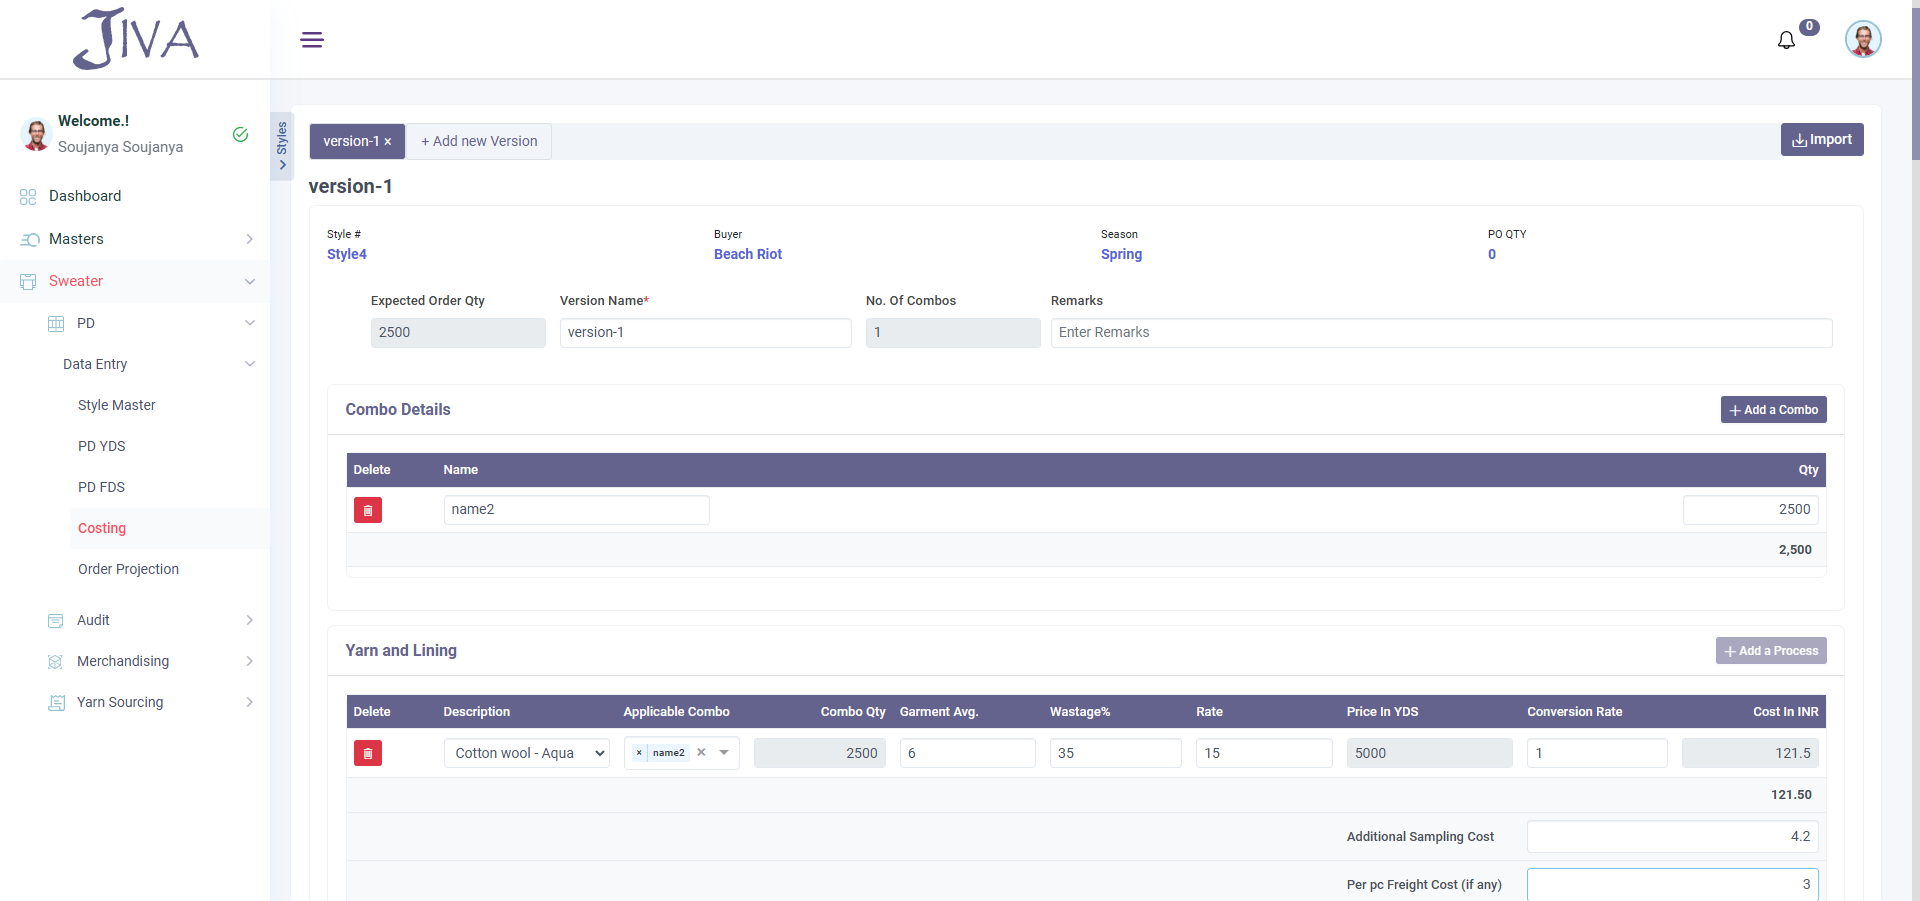 JIVA
0
Welcome.!
Soujanya Soujanya
Dashboard
Masters
Sweater
PD
Data Entry
Style Master
PD YDS
PD FDS
Costing
Order Projection
Audit
Merchandising
Yarn Sourcing
Styles
version-1 ×
+ Add new Version
Import
version-1
Style #
Buyer
Season
PO QTY
Style4
Beach Riot
Spring
0
Expected Order Qty
Version Name*
No. Of Combos
Remarks
2500
version-1
1
Enter Remarks
Combo Details
+ Add a Combo
Delete
Name
Qty
name2
2500
2,500
Yarn and Lining
+ Add a Process
Delete
Description
Applicable Combo
Combo Qty
Garment Avg.
Wastage%
Rate
Price In YDS
Conversion Rate
Cost In INR
Cotton wool - Aqua
× name2 ×
2500
6
35
15
5000
1
121.5
121.50
Additional Sampling Cost
4.2
Per pc Freight Cost (if any)
3